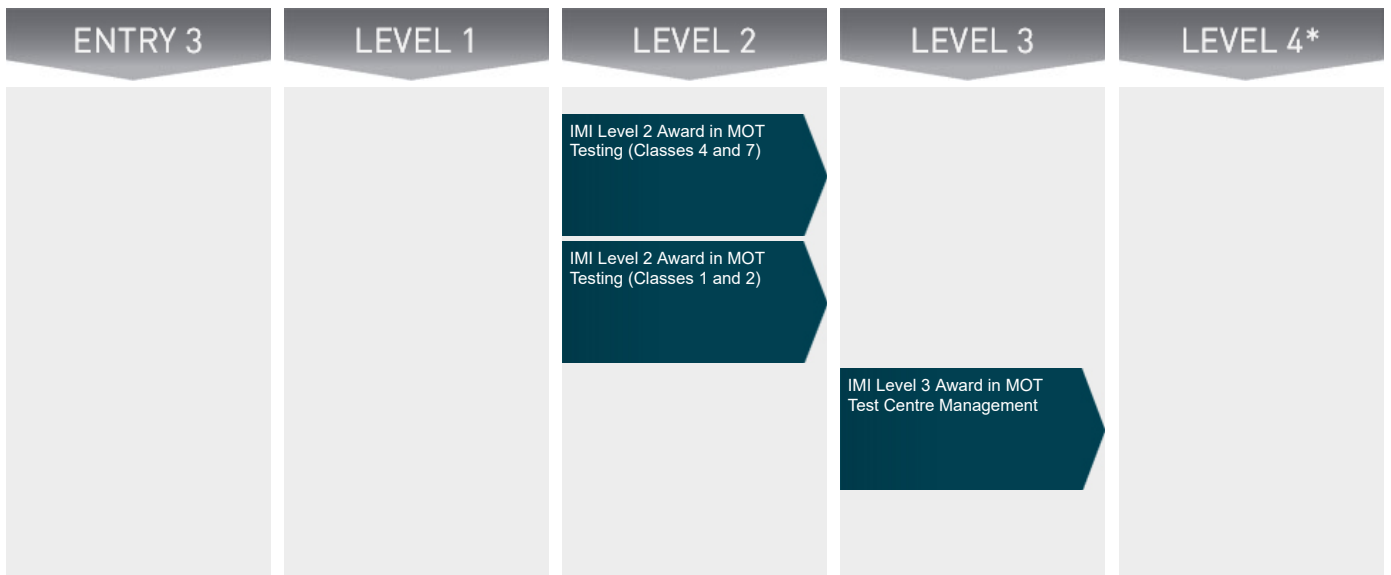 ENTRY 3
LEVEL 1
LEVEL 2
LEVEL 3
LEVEL 4*
IMI Level 2 Award in MOT
Testing (Classes 4 and 7)
IMI Level 2 Award in MOT
Testing (Classes 1 and 2)
IMI Level 3 Award in MOT
Test Centre Management